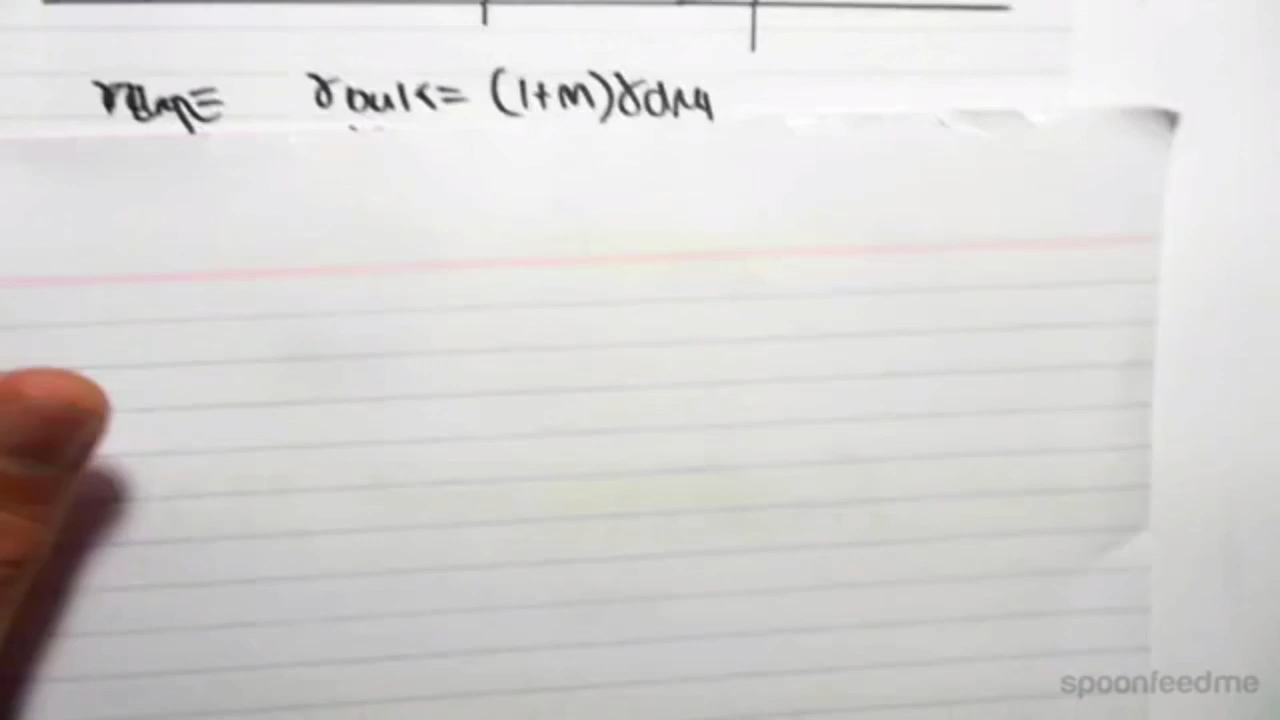 γbulk = (1+m)γdry
spoonfeedme